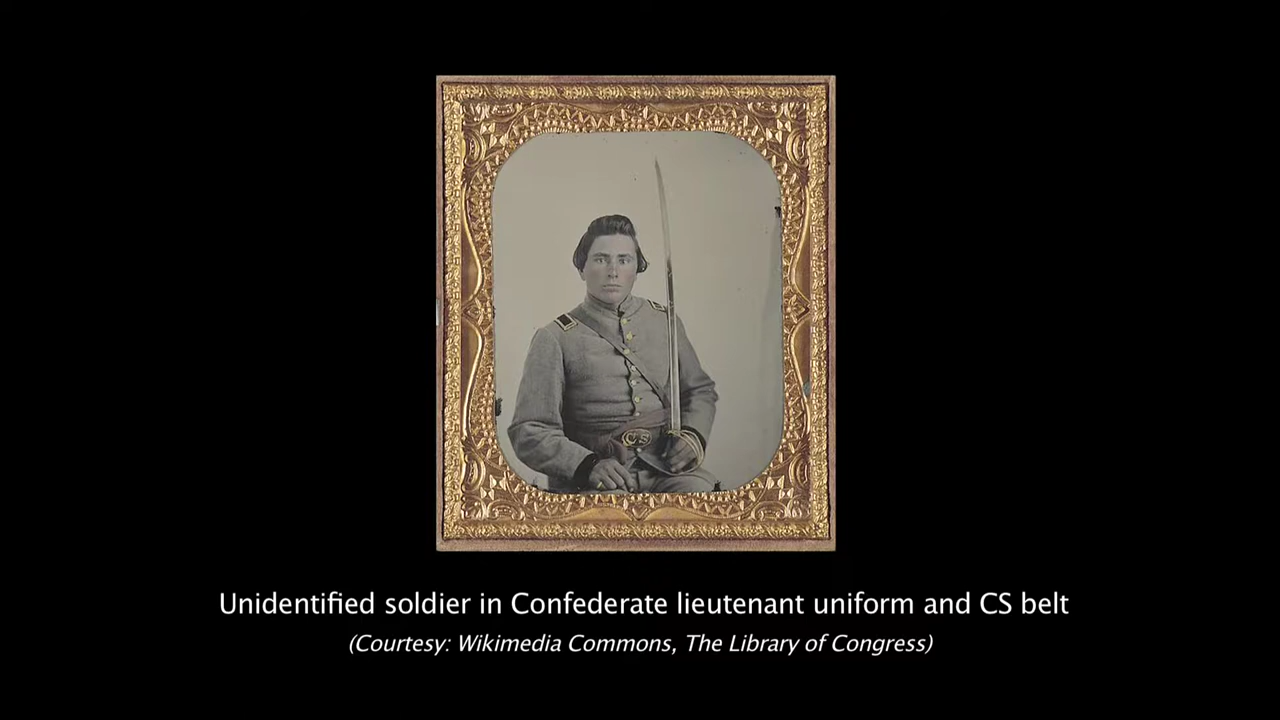 CS
Unidentified soldier in Confederate lieutenant uniform and CS belt
(Courtesy: Wikimedia Commons, The Library of Congress)